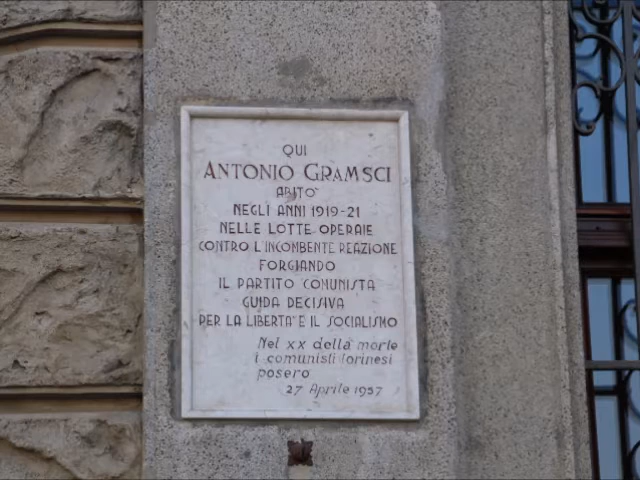 QUI
ANTONIO GRAMSCI
ABITO'
NEGLI ANNI 1919-21
NELLE LOTTE OPERAIE
CONTRO L'INCONBENTE REAZIONE
FORGIANDO
IL PARTITO COMUNISTA
GUIDA DECISIVA
PER LA LIBERTA' E IL SOCIALISMO
Nel XX della morte
i comunisti torinesi
posero
27 Aprile 1957